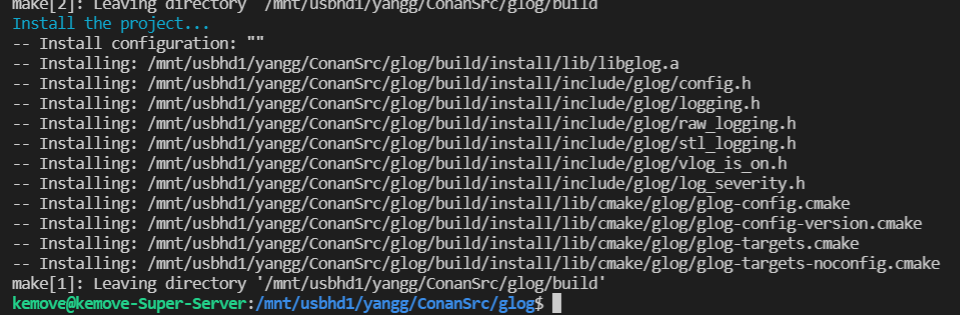 make[2]: Leaving directory '/mnt/usbhd1/yangg/ConanSrc/glog/build'
Install the project...
-- Install configuration: ""
-- Installing: /mnt/usbhd1/yangg/ConanSrc/glog/build/install/lib/libglog.a
-- Installing: /mnt/usbhd1/yangg/ConanSrc/glog/build/install/include/glog/config.h
-- Installing: /mnt/usbhd1/yangg/ConanSrc/glog/build/install/include/glog/logging.h
-- Installing: /mnt/usbhd1/yangg/ConanSrc/glog/build/install/include/glog/raw_logging.h
-- Installing: /mnt/usbhd1/yangg/ConanSrc/glog/build/install/include/glog/stl_logging.h
-- Installing: /mnt/usbhd1/yangg/ConanSrc/glog/build/install/include/glog/vlog_is_on.h
-- Installing: /mnt/usbhd1/yangg/ConanSrc/glog/build/install/include/glog/log_severity.h
-- Installing: /mnt/usbhd1/yangg/ConanSrc/glog/build/install/lib/cmake/glog/glog-config.cmake
-- Installing: /mnt/usbhd1/yangg/ConanSrc/glog/build/install/lib/cmake/glog/glog-config-version.cmake
-- Installing: /mnt/usbhd1/yangg/ConanSrc/glog/build/install/lib/cmake/glog/glog-targets.cmake
-- Installing: /mnt/usbhd1/yangg/ConanSrc/glog/build/install/lib/cmake/glog/glog-targets-noconfig.cmake
make[1]: Leaving directory '/mnt/usbhd1/yangg/ConanSrc/glog/build'
kemove@kemove-Super-Server:/mnt/usbhd1/yangg/ConanSrc/glog$